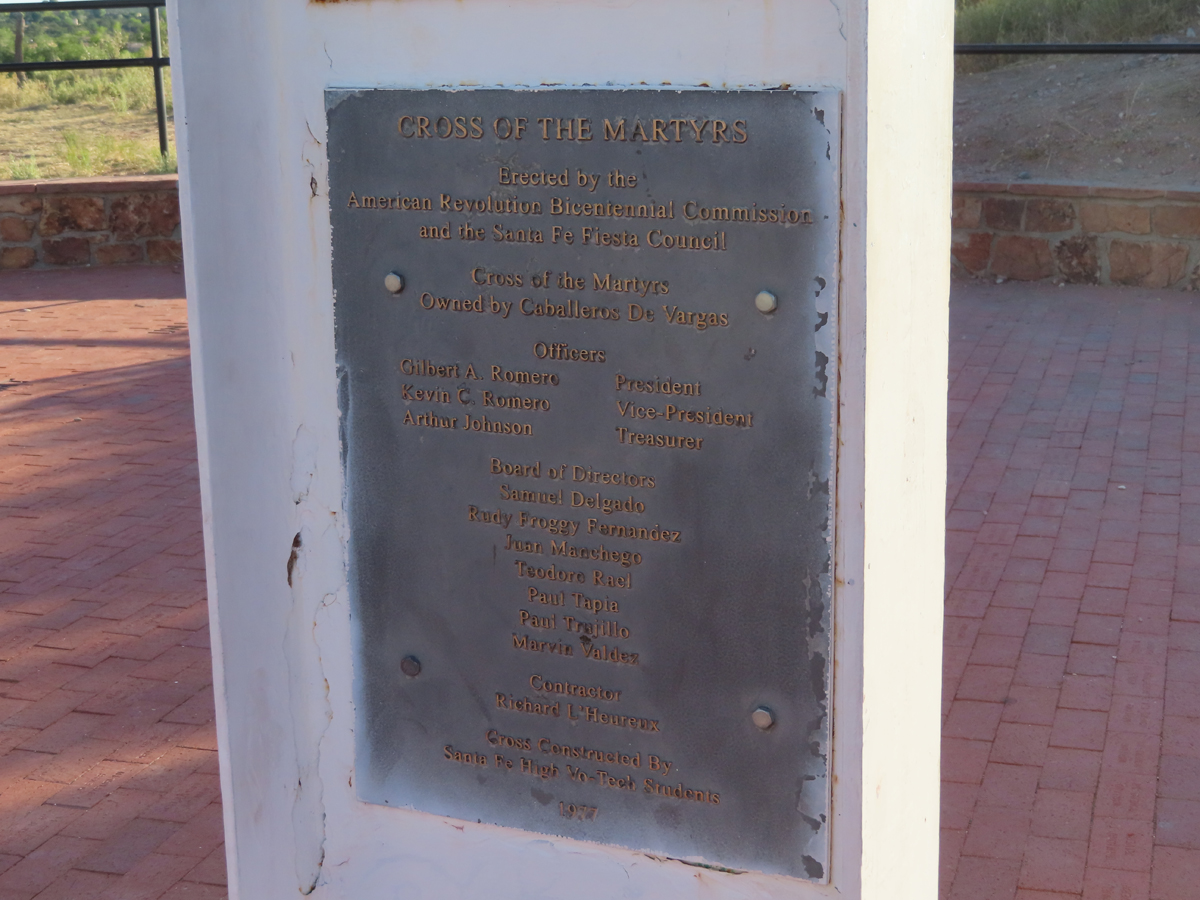 CROSS OF THE MARTYRS
Erected by the
American Revolution Bicentennial Commission
and the Santa Fe Fiesta Council
Cross of the Martyrs
Owned by Caballeros De Vargas
Officers
Gilbert A. Romero President
Kevin C. Romero Vice-President
Arthur Johnson Treasurer
Board of Directors
Samuel Delgado
Rudy Froggy Fernandez
Juan Manchego
Teodoro Rael
Paul Tapia
Paul Trujillo
Marvin Valdez
Contractor
Richard L'Heureux
Cross Constructed By
Santa Fe High Vo-Tech Students
1977